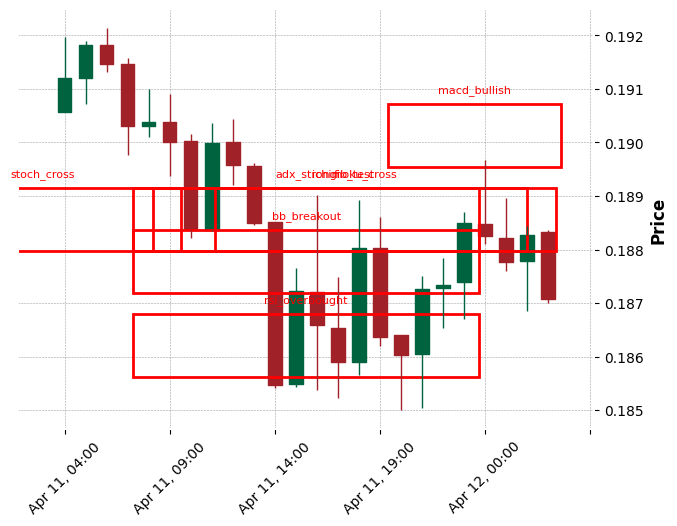 0.192
0.191
macd_bullish
0.190
stoch_cross
0.189
bb_breakout
0.188
0.187
0.186
0.185
Price
Apr 11, 04:00
Apr 11, 09:00
Apr 11, 14:00
Apr 11, 19:00
Apr 12, 00:00